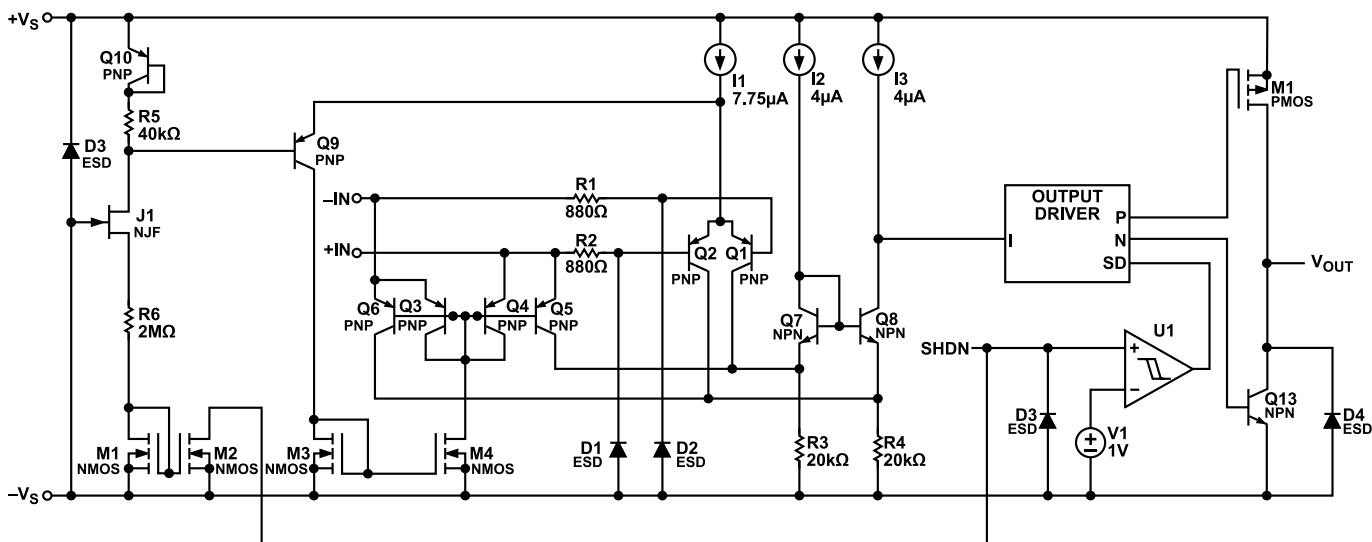 +VS
Q10
PNP
R5
40kΩ
D3
ESD
J1
NJF
R6
2MΩ
M1
NMOS
M2
NMOS
–VS
Q9
PNP
–IN
+IN
R1
880Ω
R2
880Ω
I1
7.75µA
I2
4µA
I3
4µA
Q2
PNP
Q1
PNP
Q6
PNP
Q3
PNP
Q4
PNP
Q5
PNP
M3
NMOS
M4
NMOS
D1
ESD
D2
ESD
Q7
NPN
Q8
NPN
R3
20kΩ
R4
20kΩ
OUTPUT
DRIVER
I
P
N
SD
M1
PMOS
VOUT
SHDN
U1
+
–
D3
ESD
V1
1V
Q13
NPN
D4
ESD